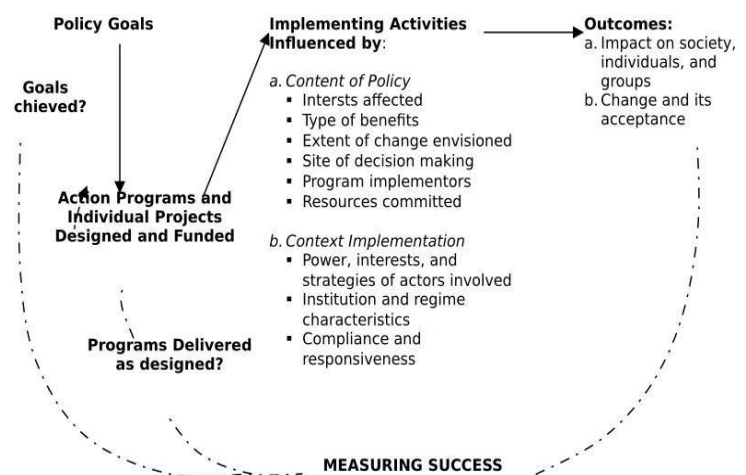 Policy Goals
Goals
chieved?
Action Programs and
Individual Projects
Designed and Funded
Programs Delivered
as designed?
Implementing Activities
Influenced by:
a. Content of Policy
▪ Intersts affected
▪ Type of benefits
▪ Extent of change envisioned
▪ Site of decision making
▪ Program implementors
▪ Resources committed
b. Context Implementation
▪ Power, interests, and
strategies of actors involved
▪ Institution and regime
characteristics
▪ Compliance and
responsiveness
Outcomes:
a. Impact on society,
individuals, and
groups
b. Change and its
acceptance
MEASURING SUCCESS